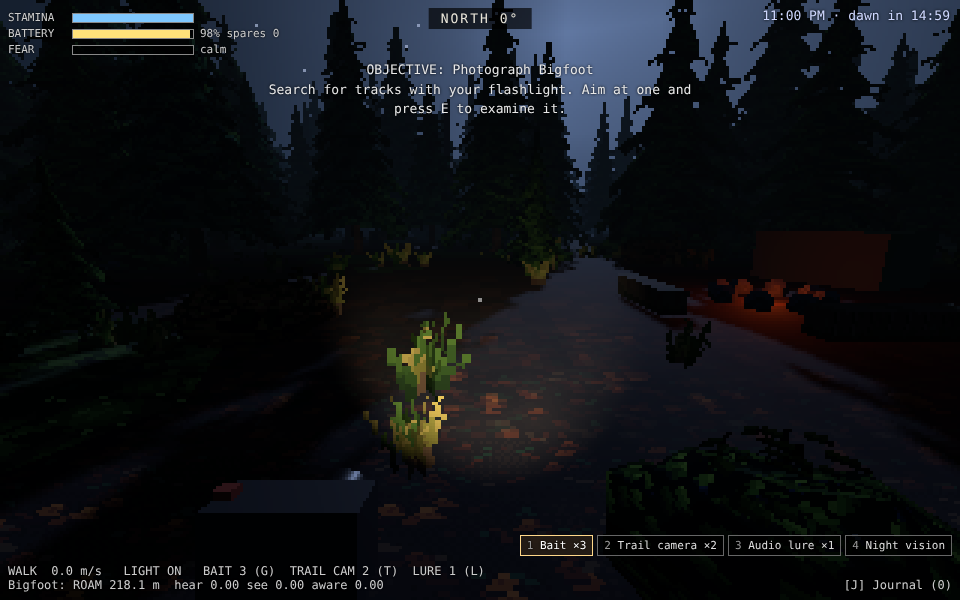 STAMINA
BATTERY 98% spares 0
FEAR calm
NORTH 0°
11:00 PM · dawn in 14:59
OBJECTIVE: Photograph Bigfoot
Search for tracks with your flashlight. Aim at one and
press E to examine it.
1 Bait ×3 2 Trail camera ×2 3 Audio lure ×1 4 Night vision
WALK 0.0 m/s LIGHT ON BAIT 3 (G) TRAIL CAM 2 (T) LURE 1 (L)
Bigfoot: ROAM 218.1 m hear 0.00 see 0.00 aware 0.00
[J] Journal (0)